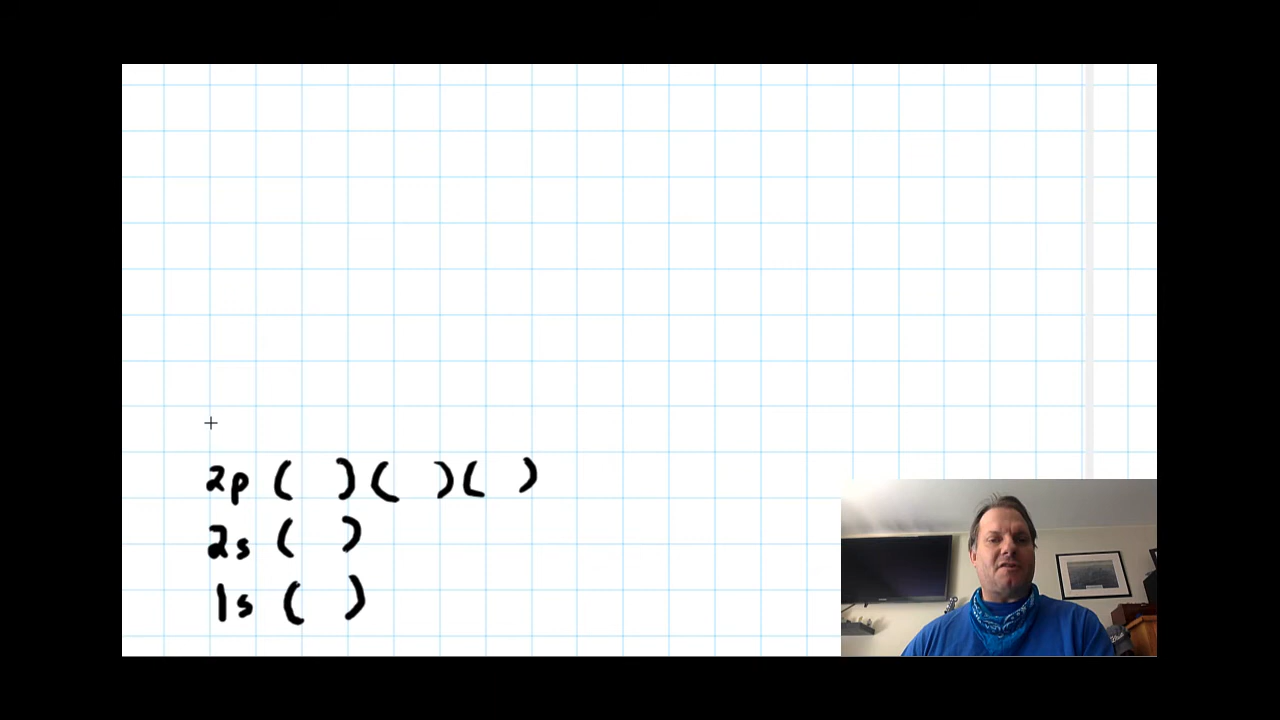 2p ( ) ( ) ( )
2s ( )
1s ( )